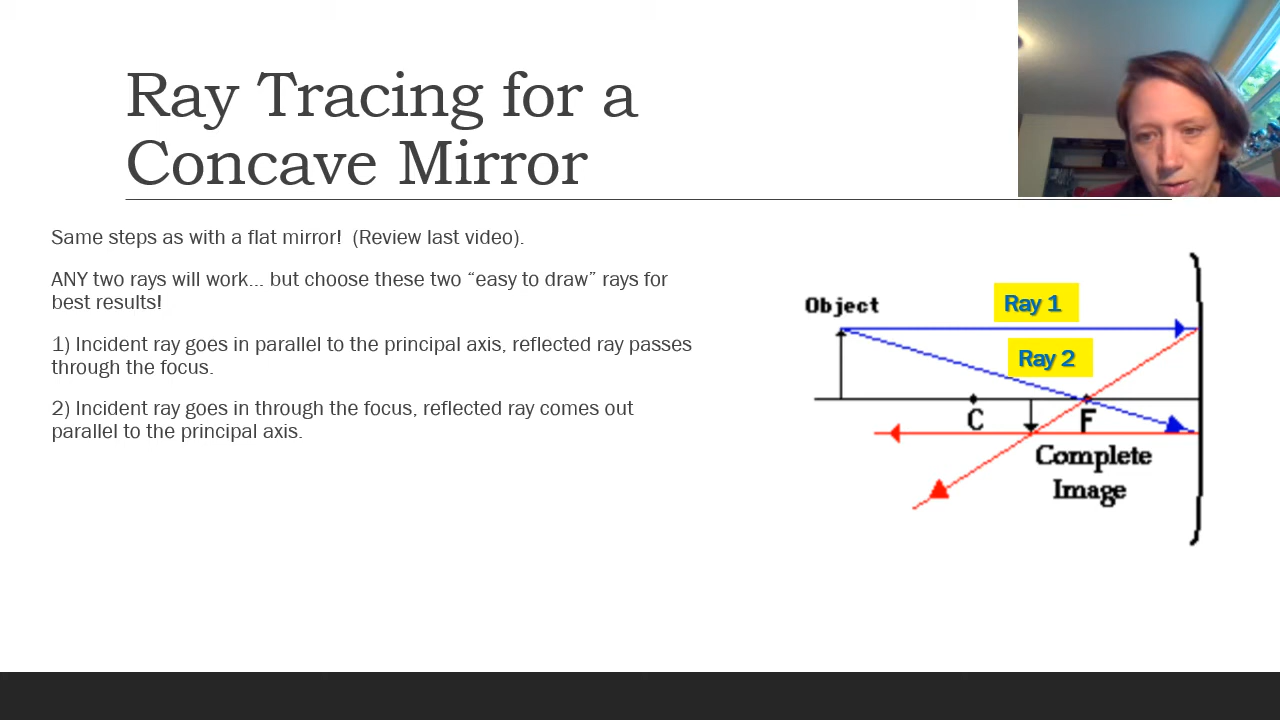 Ray Tracing for a
Concave Mirror
Same steps as with a flat mirror!  (Review last video).
ANY two rays will work... but choose these two “easy to draw” rays for
best results!
1) Incident ray goes in parallel to the principal axis, reflected ray passes
through the focus.
2) Incident ray goes in through the focus, reflected ray comes out
parallel to the principal axis.
Object
Ray 1
Ray 2
C
F
Complete
Image